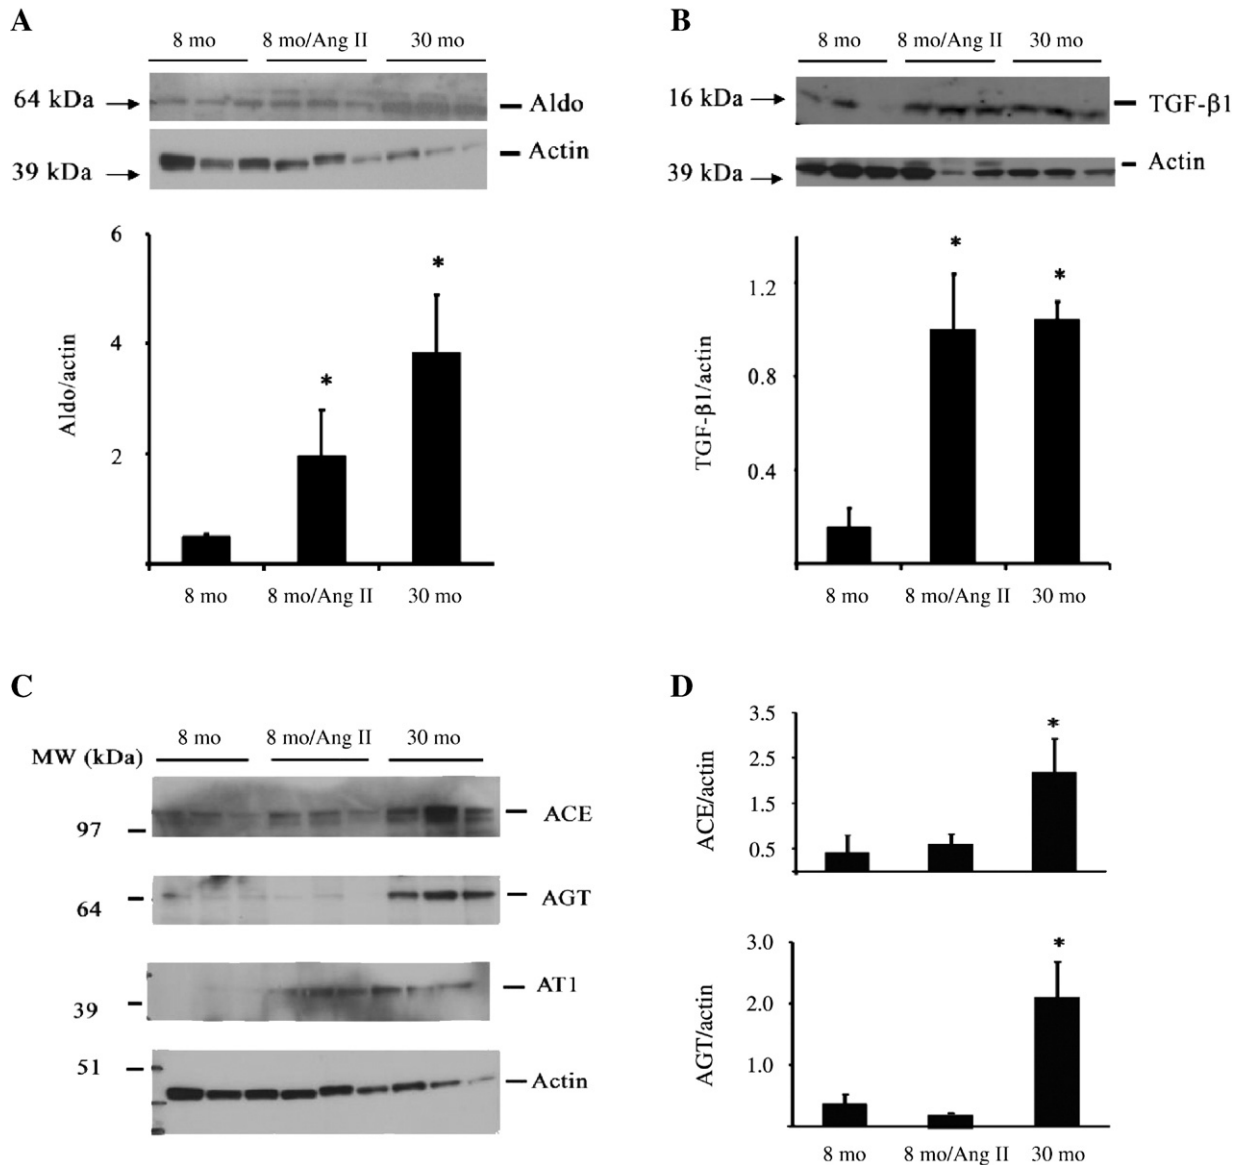 A
8 mo 8 mo/Ang II 30 mo
64 kDa Aldo
Actin
39 kDa
6
4
2
Aldo/actin
* *
8 mo 8 mo/Ang II 30 mo
B
8 mo 8 mo/Ang II 30 mo
16 kDa TGF-β1
Actin
39 kDa
1.2
0.8
0.4
TGF-β1/actin
* *
8 mo 8 mo/Ang II 30 mo
C
8 mo 8 mo/Ang II 30 mo
MW (kDa)
ACE
97
AGT
64
AT1
39
51
Actin
D
3.5
2.5
1.5
0.5
ACE/actin
*
3.0
2.0
1.0
AGT/actin
*
8 mo 8 mo/Ang II 30 mo